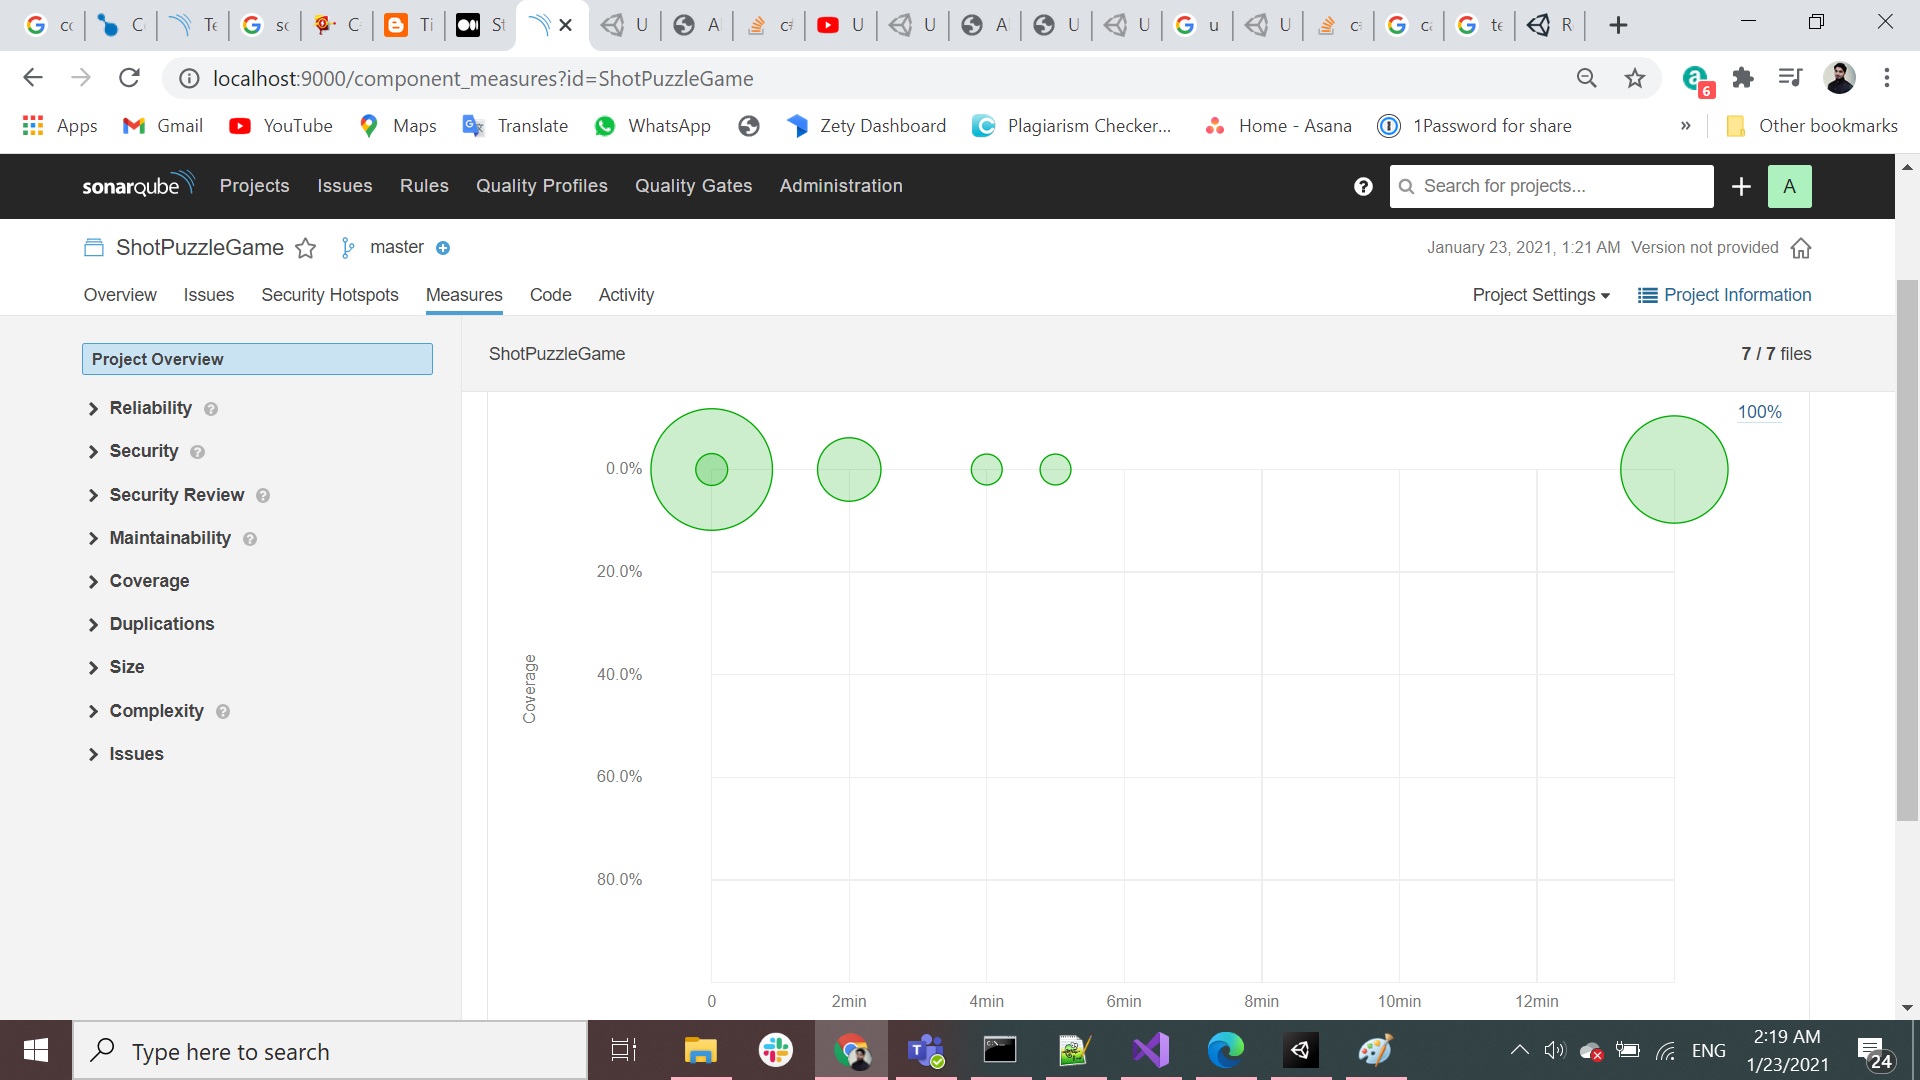 cc
C
Te
sc
C
Ti
St
U
A
c#
U
U
A
U
U
u
U
c
ca
te
R
localhost:9000/component_measures?id=ShotPuzzleGame
6
Apps
Gmail
YouTube
Maps
Translate
WhatsApp
Zety Dashboard
Plagiarism Checker...
Home - Asana
1Password for share
»
Other bookmarks
sonarqube
Projects
Issues
Rules
Quality Profiles
Quality Gates
Administration
Search for projects...
A
ShotPuzzleGame
master
January 23, 2021, 1:21 AM Version not provided
Overview
Issues
Security Hotspots
Measures
Code
Activity
Project Settings
Project Information
Project Overview
Reliability
Security
Security Review
Maintainability
Coverage
Duplications
Size
Complexity
Issues
ShotPuzzleGame
7 / 7 files
100%
0.0%
20.0%
40.0%
60.0%
80.0%
Coverage
0
2min
4min
6min
8min
10min
12min
Type here to search
ENG
2:19 AM
1/23/2021
24